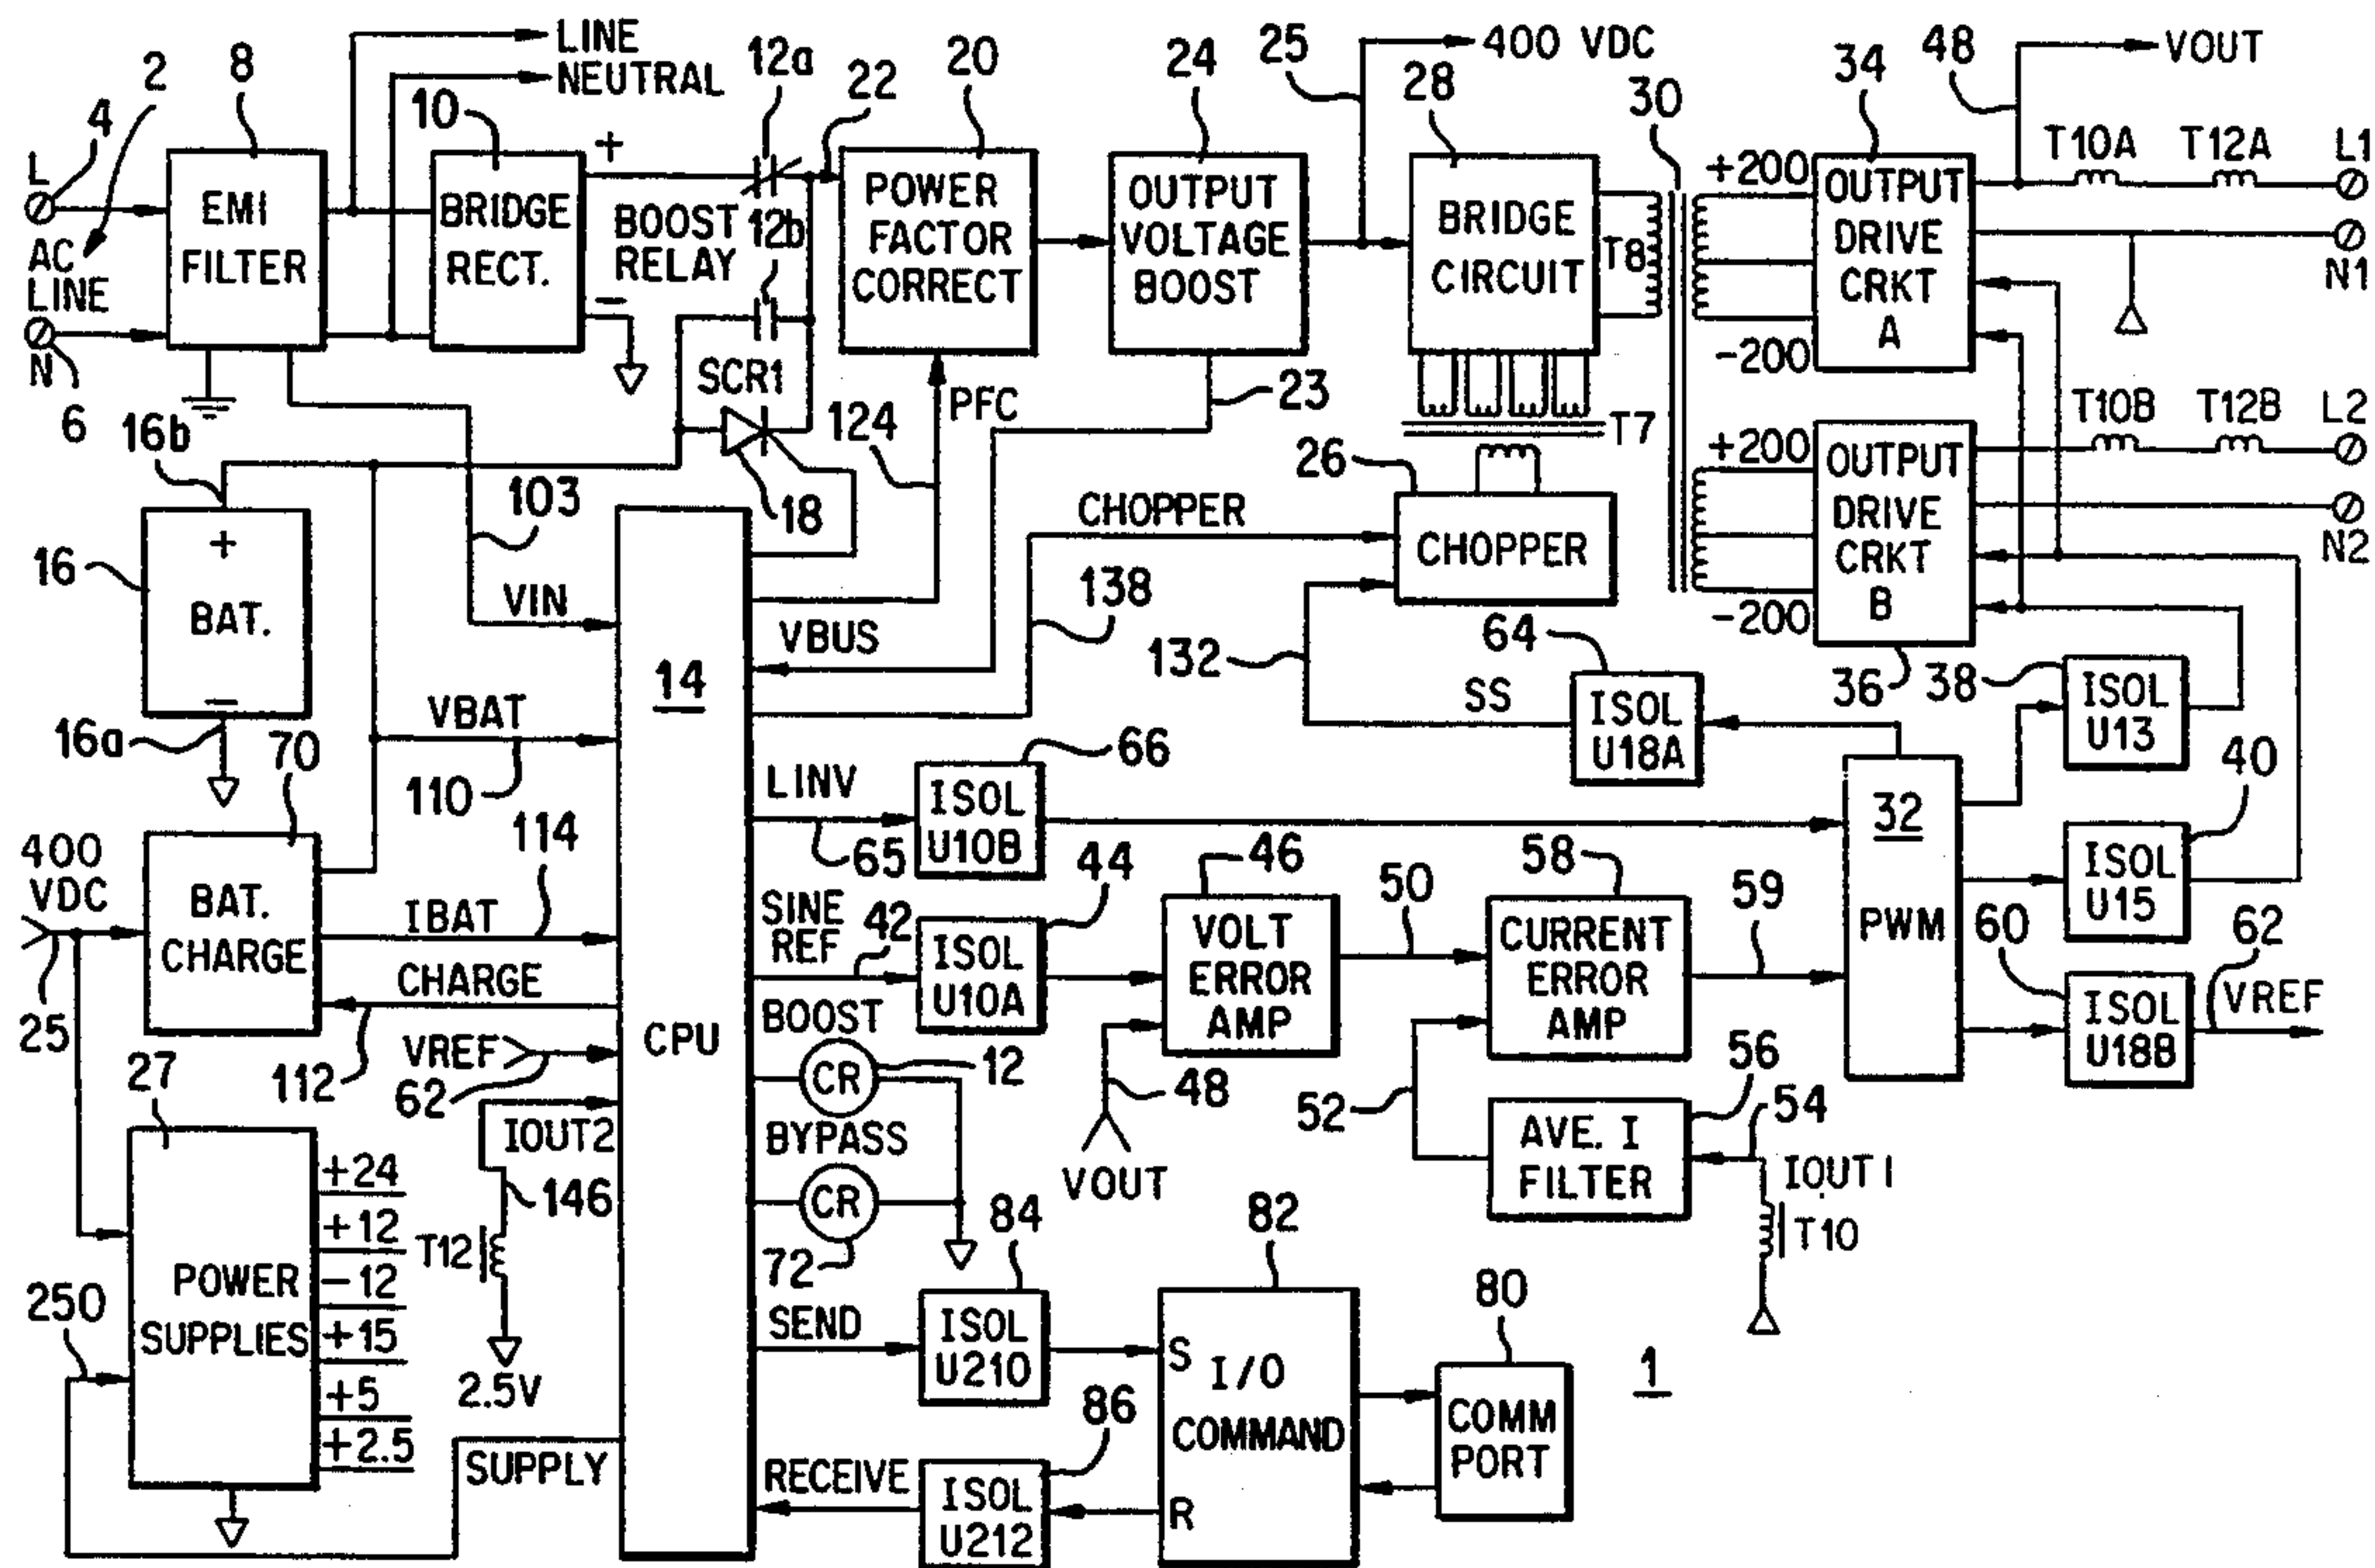 LINE
NEUTRAL
2
8
12a
22
20
24
25
400 VDC
28
30
34
48
VOUT
4
L
10
+
T10A
T12A
L1
EMI
FILTER
BRIDGE
RECT.
BOOST
RELAY
12b
POWER
FACTOR
CORRECT
OUTPUT
VOLTAGE
BOOST
BRIDGE
CIRCUIT
T8
+200
-200
OUTPUT
DRIVE
CRKT
A
N1
AC
LINE
N
6
-
SCR1
18
124
PFC
23
T7
T10B
T12B
L2
+200
-200
OUTPUT
DRIVE
CRKT
B
N2
36
16b
103
16
+
BAT.
-
16a
VIN
14
CPU
VBUS
CHOPPER
138
26
CHOPPER
132
SS
64
ISOL
U18A
38
ISOL
U13
VBAT
110
70
400
VDC
25
BAT.
CHARGE
IBAT
114
CHARGE
112
VREF
62
LINV
65
66
ISOL
U10B
SINE
REF
42
44
ISOL
U10A
46
VOLT
ERROR
AMP
50
48
VOUT
58
CURRENT
ERROR
AMP
59
52
56
AVE. I
FILTER
54
IOUT1
T10
32
PWM
40
ISOL
U15
60
ISOL
U18B
62
VREF
BOOST
CR
12
BYPASS
CR
72
27
POWER
SUPPLIES
+24
+12
-12
+15
+5
+2.5
250
IOUT2
146
T12
2.5V
SUPPLY
SEND
84
ISOL
U210
RECEIVE
86
ISOL
U212
82
S
I/O
COMMAND
R
80
COMM
PORT
1